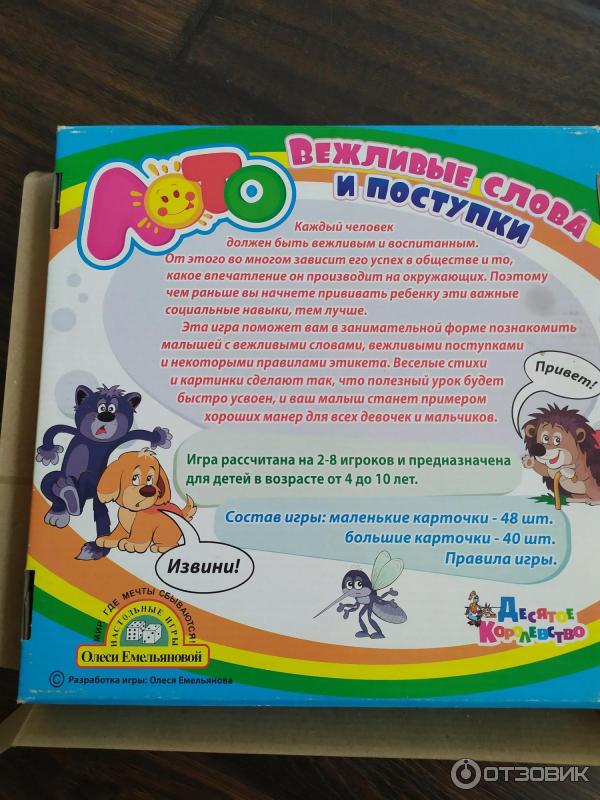 ЛОТО
ВЕЖЛИВЫЕ СЛОВА
И ПОСТУПКИ
Каждый человек
должен быть вежливым и воспитанным.
От этого во многом зависит его успех в обществе и то,
какое впечатление он производит на окружающих. Поэтому
чем раньше вы начнете прививать ребенку эти важные
социальные навыки, тем лучше.
Эта игра поможет вам в занимательной форме познакомить
малышей с вежливыми словами, вежливыми поступками
и некоторыми правилами этикета. Веселые стихи
и картинки сделают так, что полезный урок будет
быстро усвоен, и ваш малыш станет примером
хороших манер для всех девочек и мальчиков.
Привет!
Игра рассчитана на 2-8 игроков и предназначена
для детей в возрасте от 4 до 10 лет.
Состав игры: маленькие карточки - 48 шт.
большие карточки - 40 шт.
Правила игры.
Извини!
МИР, ГДЕ МЕЧТЫ СБЫВАЮТСЯ!
НАСТОЛЬНЫЕ ИГРЫ
Олеси Емельяновой
© Разработка игры: Олеся Емельянова
ДЕСЯТОЕ
КОРОЛЕВСТВО
ОТЗОВИК